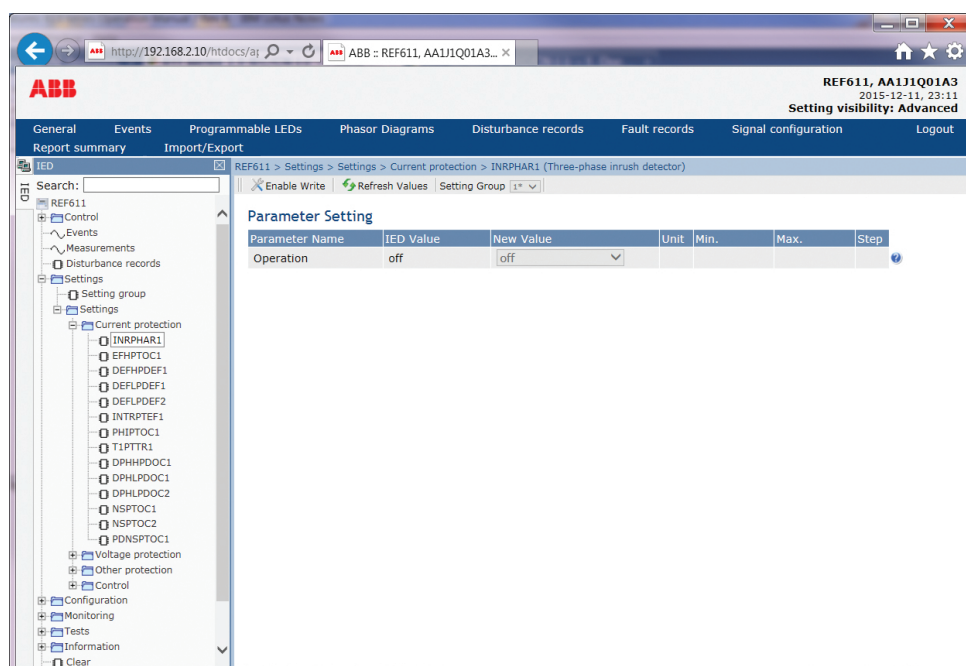 http://192.168.2.10/htdocs/ap
ABB :: REF611, AA1J1Q01A3...
ABB
REF611, AA1J1Q01A3
2015-12-11, 23:11
Setting visibility: Advanced
General Events Programmable LEDs Phasor Diagrams Disturbance records Fault records Signal configuration Logout
Report summary Import/Export
IED
REF611 > Settings > Settings > Current protection > INRPHAR1 (Three-phase inrush detector)
IED
Search:
Enable Write Refresh Values Setting Group 1*
REF611
Control
Events
Measurements
Disturbance records
Settings
Setting group
Settings
Current protection
INRPHAR1
EFHPTOC1
DEFHPDEF1
DEFLPDEF1
DEFLPDEF2
INTRPTEF1
PHIPTOC1
T1PTTR1
DPHHPDOC1
DPHLPDOC1
DPHLPDOC2
NSPTOC1
NSPTOC2
PDNSPTOC1
Voltage protection
Other protection
Control
Configuration
Monitoring
Tests
Information
Clear
Parameter Setting
Parameter Name IED Value New Value Unit Min. Max. Step
Operation off off